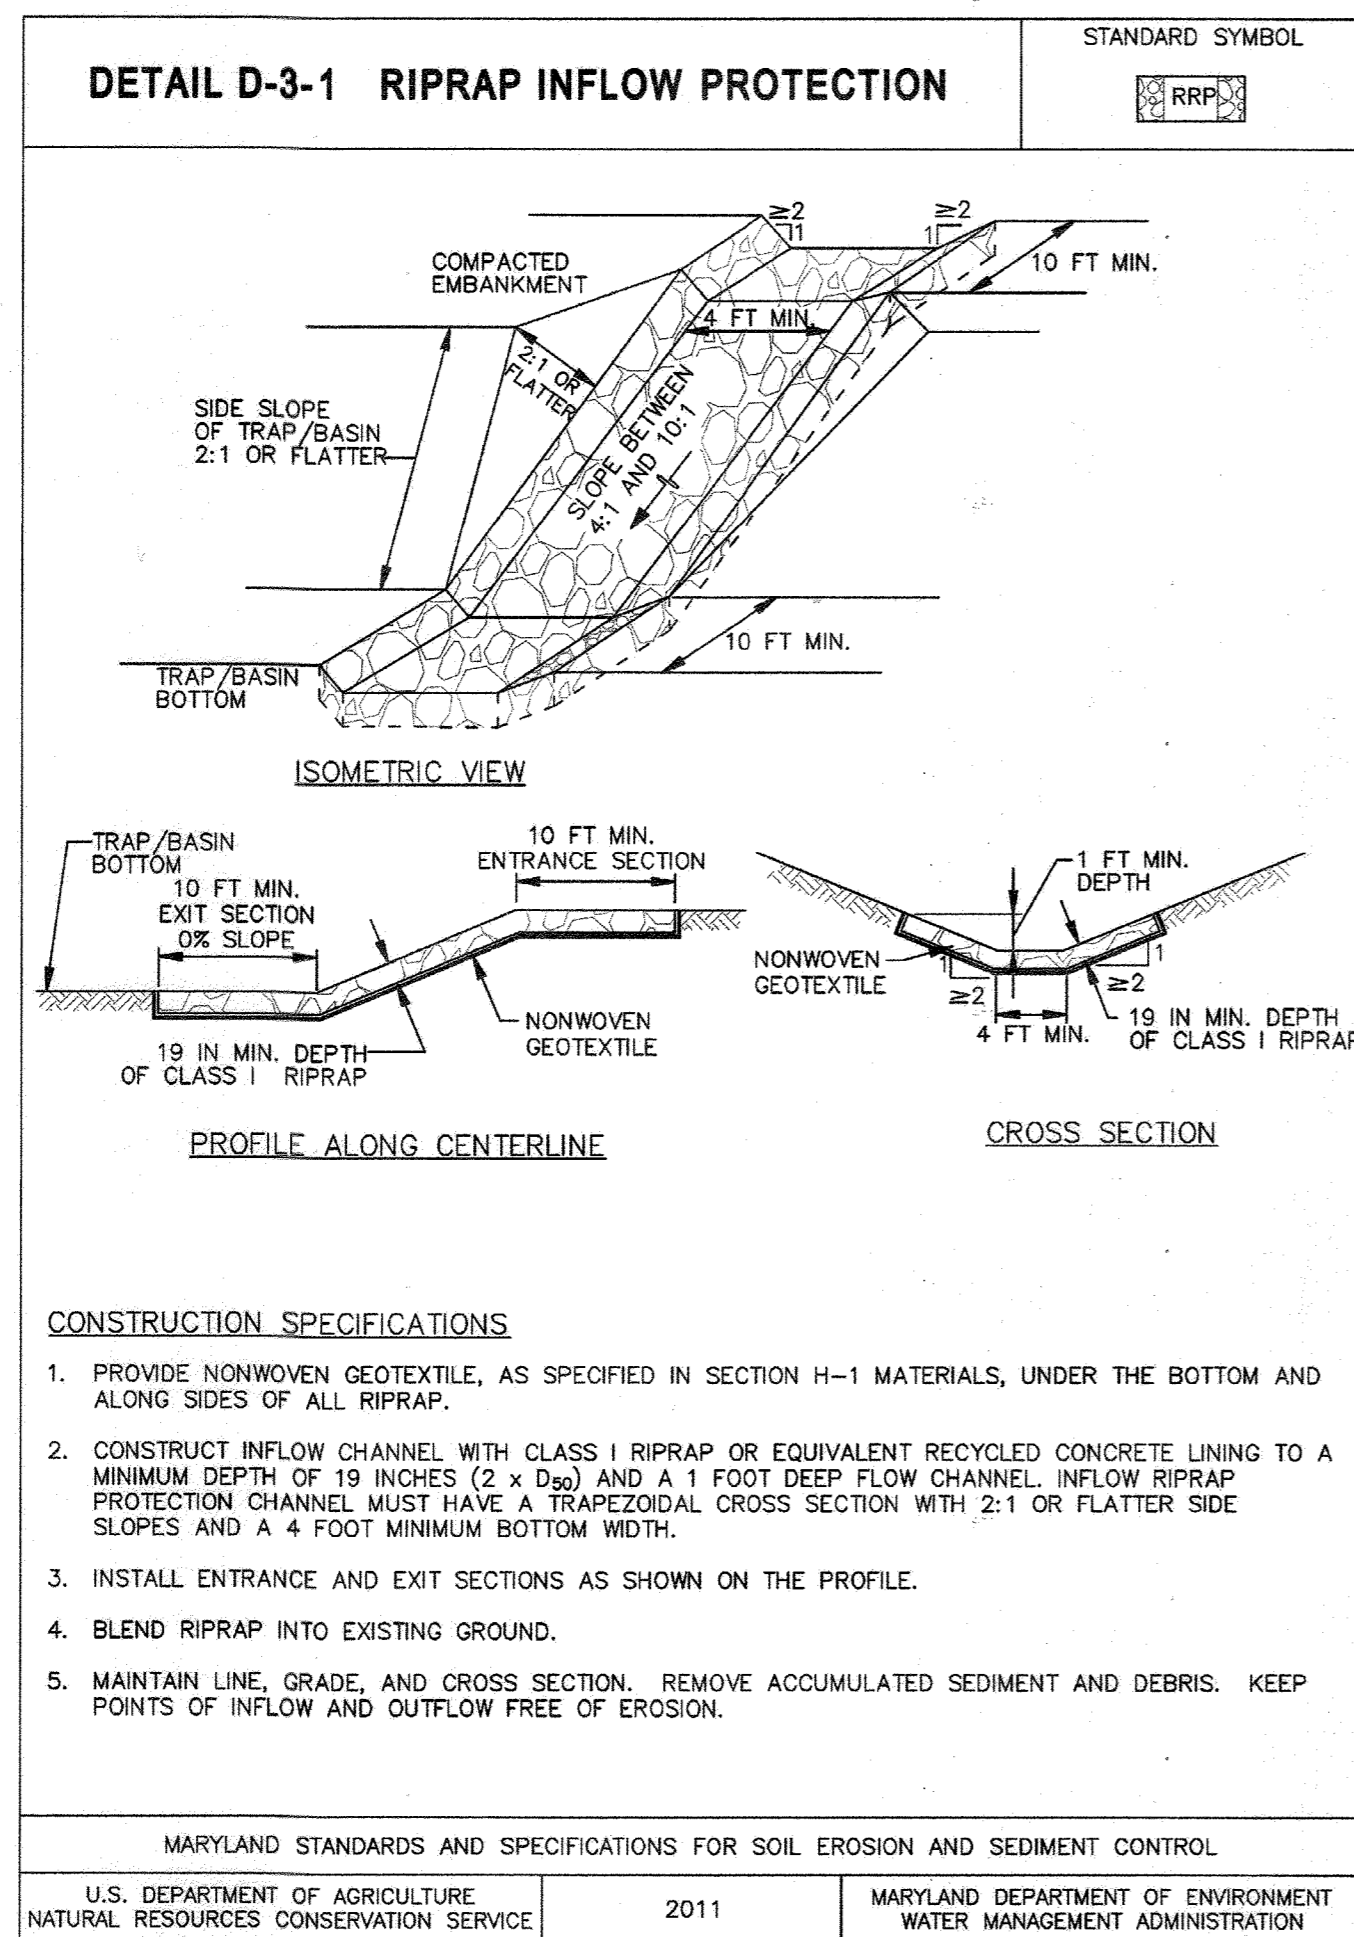 DETAIL D-3-1 RIPRAP INFLOW PROTECTION
STANDARD SYMBOL
RRP
≥2
1
≥2
1
10 FT MIN.
COMPACTED
EMBANKMENT
4 FT MIN.
2:1 OR
FLATTER
SIDE SLOPE
OF TRAP/BASIN
2:1 OR FLATTER
SLOPE BETWEEN
4:1 AND 10:1
10 FT MIN.
TRAP/BASIN
BOTTOM
ISOMETRIC VIEW
TRAP/BASIN
BOTTOM
10 FT MIN.
EXIT SECTION
0% SLOPE
10 FT MIN.
ENTRANCE SECTION
NONWOVEN
GEOTEXTILE
19 IN MIN. DEPTH
OF CLASS I RIPRAP
PROFILE ALONG CENTERLINE
1 FT MIN.
DEPTH
NONWOVEN
GEOTEXTILE
1
≥2
1
≥2
4 FT MIN.
19 IN MIN. DEPTH
OF CLASS I RIPRAP
CROSS SECTION
CONSTRUCTION SPECIFICATIONS
1. PROVIDE NONWOVEN GEOTEXTILE, AS SPECIFIED IN SECTION H-1 MATERIALS, UNDER THE BOTTOM AND
ALONG SIDES OF ALL RIPRAP.
2. CONSTRUCT INFLOW CHANNEL WITH CLASS I RIPRAP OR EQUIVALENT RECYCLED CONCRETE LINING TO A
MINIMUM DEPTH OF 19 INCHES (2 x D50) AND A 1 FOOT DEEP FLOW CHANNEL. INFLOW RIPRAP
PROTECTION CHANNEL MUST HAVE A TRAPEZOIDAL CROSS SECTION WITH 2:1 OR FLATTER SIDE
SLOPES AND A 4 FOOT MINIMUM BOTTOM WIDTH.
3. INSTALL ENTRANCE AND EXIT SECTIONS AS SHOWN ON THE PROFILE.
4. BLEND RIPRAP INTO EXISTING GROUND.
5. MAINTAIN LINE, GRADE, AND CROSS SECTION. REMOVE ACCUMULATED SEDIMENT AND DEBRIS. KEEP
POINTS OF INFLOW AND OUTFLOW FREE OF EROSION.
MARYLAND STANDARDS AND SPECIFICATIONS FOR SOIL EROSION AND SEDIMENT CONTROL
U.S. DEPARTMENT OF AGRICULTURE
NATURAL RESOURCES CONSERVATION SERVICE
2011
MARYLAND DEPARTMENT OF ENVIRONMENT
WATER MANAGEMENT ADMINISTRATION